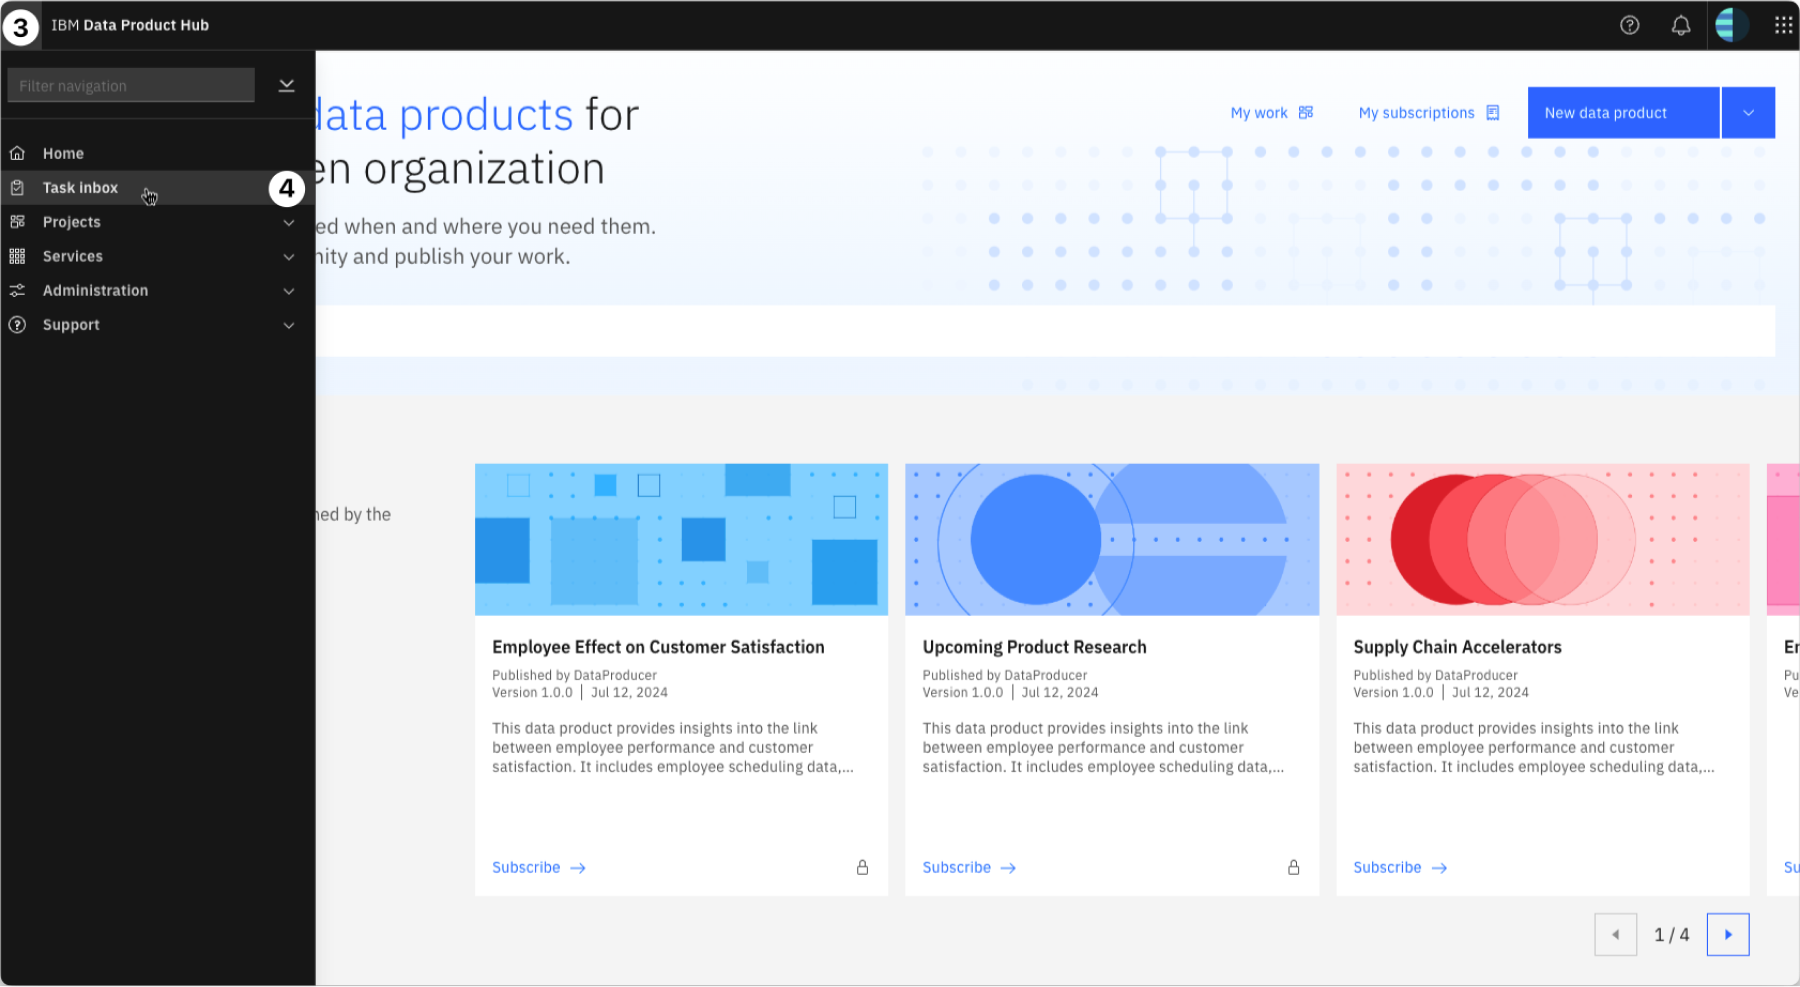 3
IBM Data Product Hub
Filter navigation
Home
Task inbox
4
Projects
Services
Administration
Support
data products for
en organization
ed when and where you need them.
nity and publish your work.
My work
My subscriptions
New data product
ned by the
Employee Effect on Customer Satisfaction
Published by DataProducer
Version 1.0.0 | Jul 12, 2024
This data product provides insights into the link
between employee performance and customer
satisfaction. It includes employee scheduling data,...
Subscribe →
Upcoming Product Research
Published by DataProducer
Version 1.0.0 | Jul 12, 2024
This data product provides insights into the link
between employee performance and customer
satisfaction. It includes employee scheduling data,...
Subscribe →
Supply Chain Accelerators
Published by DataProducer
Version 1.0.0 | Jul 12, 2024
This data product provides insights into the link
between employee performance and customer
satisfaction. It includes employee scheduling data,...
Subscribe →
Pu
Ve
Su
1 / 4